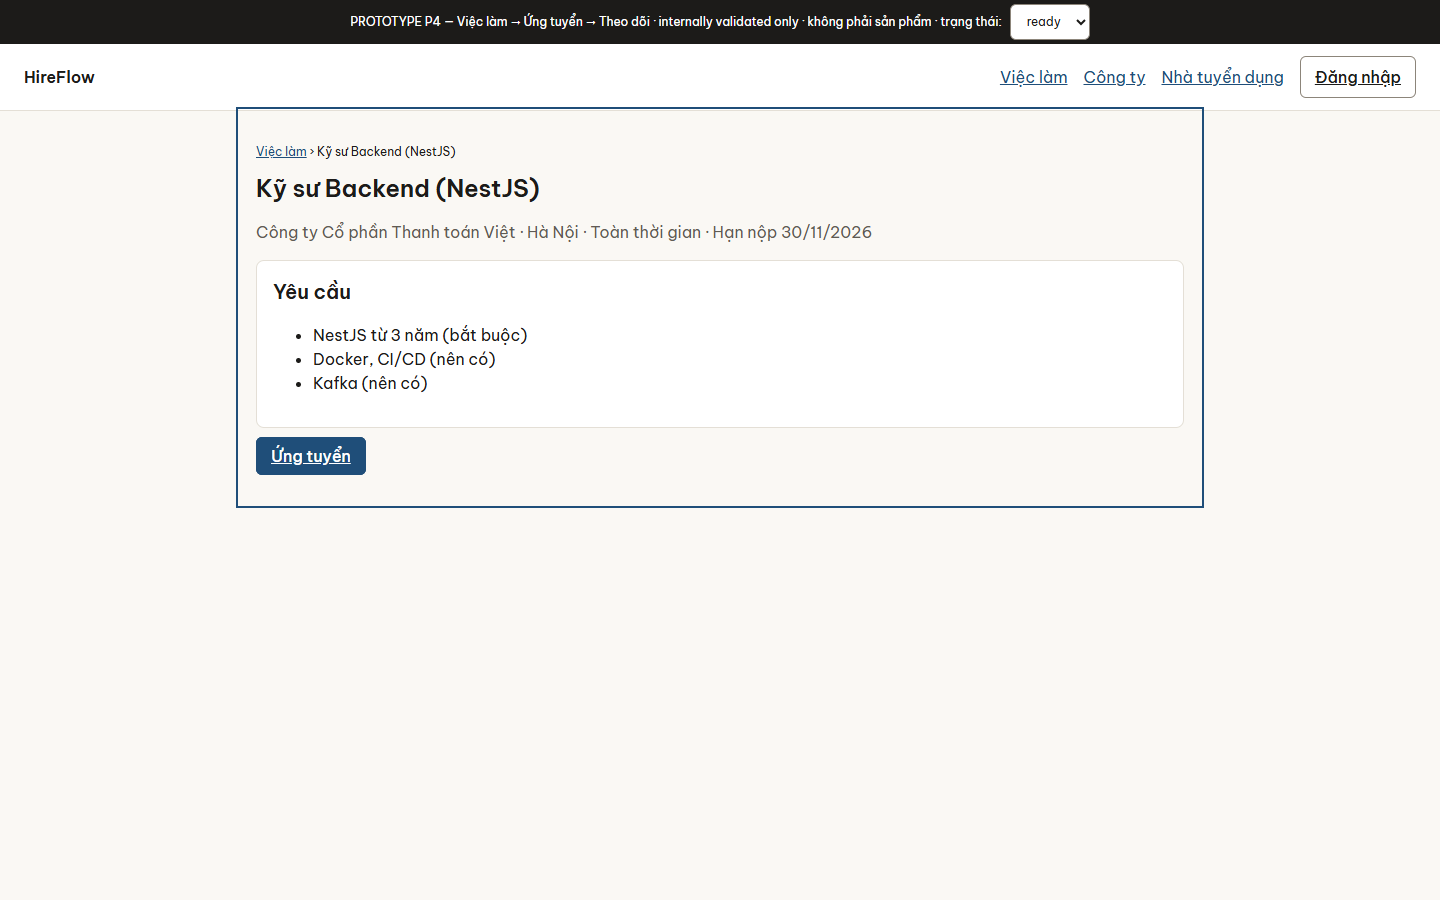 PROTOTYPE P4 — Việc làm → Ứng tuyển → Theo dõi · internally validated only · không phải sản phẩm · trạng thái: ready
HireFlow
Việc làm Công ty Nhà tuyển dụng Đăng nhập
Việc làm › Kỹ sư Backend (NestJS)
Kỹ sư Backend (NestJS)
Công ty Cổ phần Thanh toán Việt · Hà Nội · Toàn thời gian · Hạn nộp 30/11/2026
Yêu cầu
• NestJS từ 3 năm (bắt buộc)
• Docker, CI/CD (nên có)
• Kafka (nên có)
Ứng tuyển